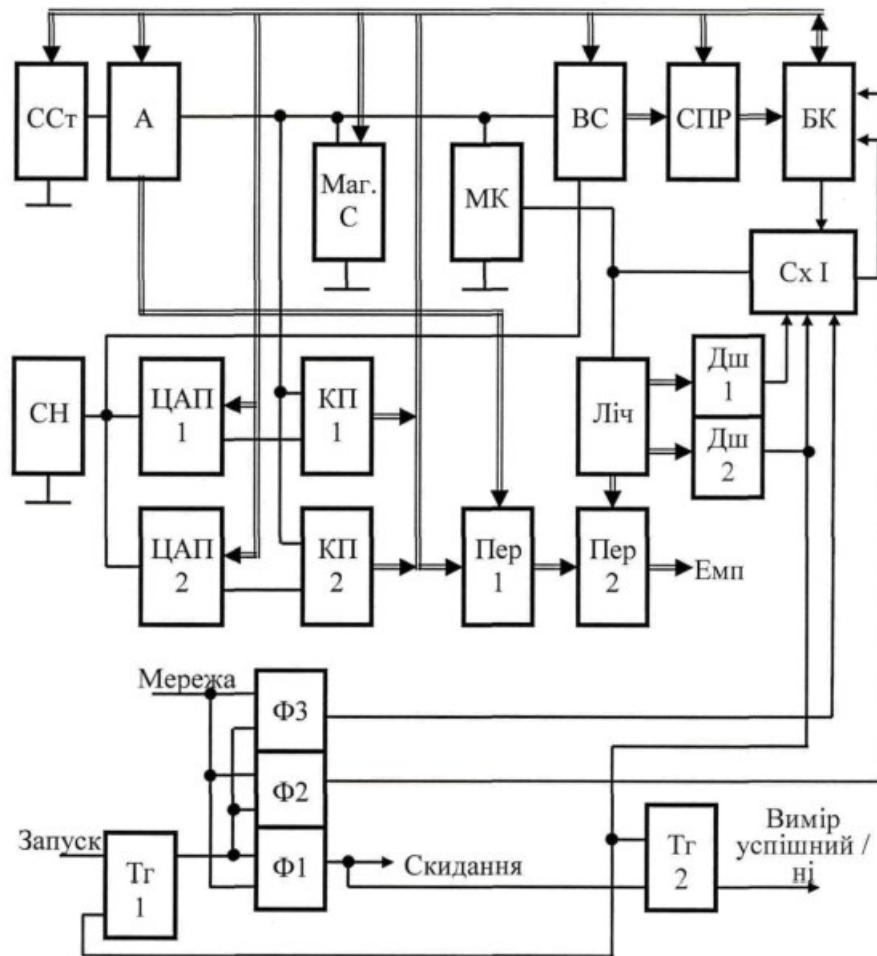 ССт
А
ВС
СПР
БК
Маг.
С
МК
Сх І
СН
ЦАП
1
КП
1
Ліч
Дш
1
Дш
2
ЦАП
2
КП
2
Пер
1
Пер
2
Емп
Мережа
Ф3
Ф2
Запуск
Тг
1
Ф1
Скидання
Тг
2
Вимір
успішний /
ні